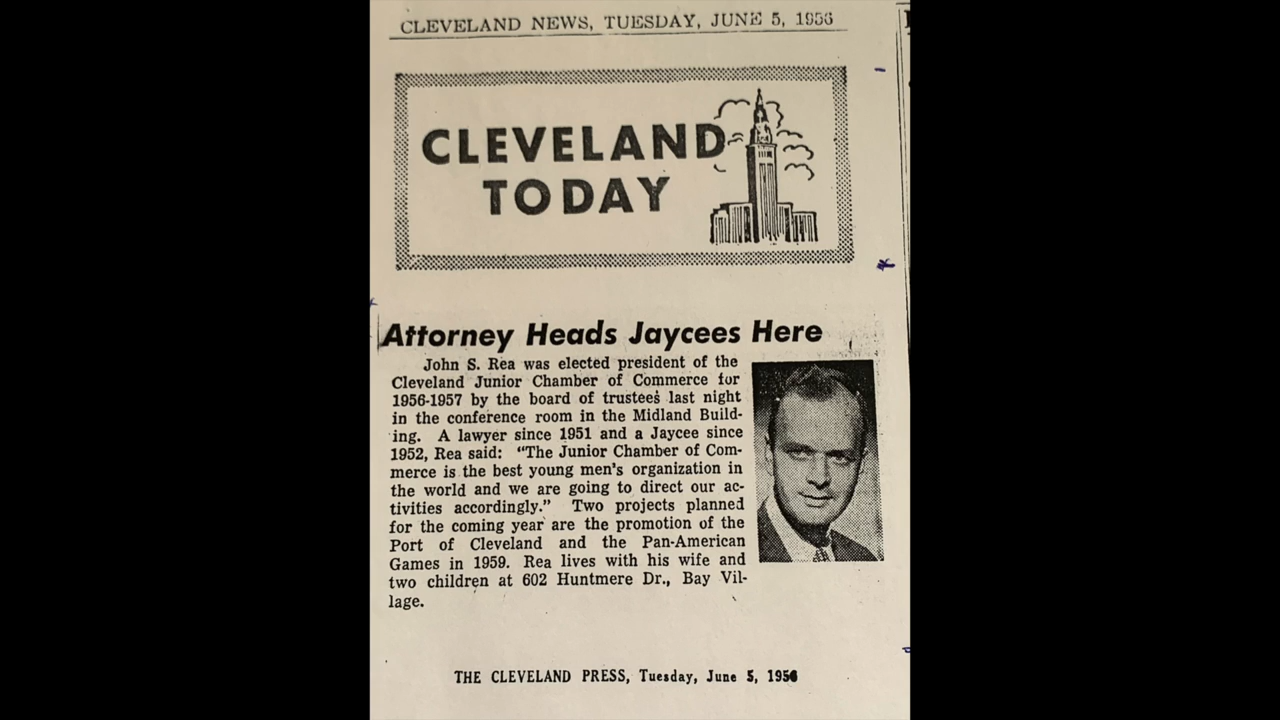 CLEVELAND NEWS, TUESDAY, JUNE 5, 1956
CLEVELAND
TODAY
Attorney Heads Jaycees Here
John S. Rea was elected president of the
Cleveland Junior Chamber of Commerce for
1956-1957 by the board of trustees last night
in the conference room in the Midland Build-
ing. A lawyer since 1951 and a Jaycee since
1952, Rea said: "The Junior Chamber of Com-
merce is the best young men's organization in
the world and we are going to direct our ac-
tivities accordingly." Two projects planned
for the coming year are the promotion of the
Port of Cleveland and the Pan-American
Games in 1959. Rea lives with his wife and
two children at 602 Huntmere Dr., Bay Vil-
lage.
THE CLEVELAND PRESS, Tuesday, June 5, 1956